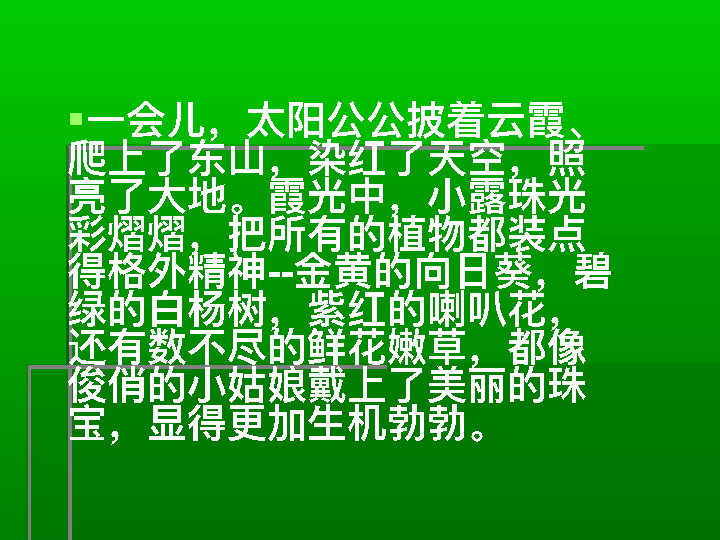 一会儿，太阳公公披着云霞、
爬上了东山，染红了天空，照
亮了大地。霞光中，小露珠光
彩熠熠，把所有的植物都装点
得格外精神--金黄的向日葵，碧
绿的白杨树，紫红的喇叭花，
还有数不尽的鲜花嫩草，都像
俊俏的小姑娘戴上了美丽的珠
宝，显得更加生机勃勃。